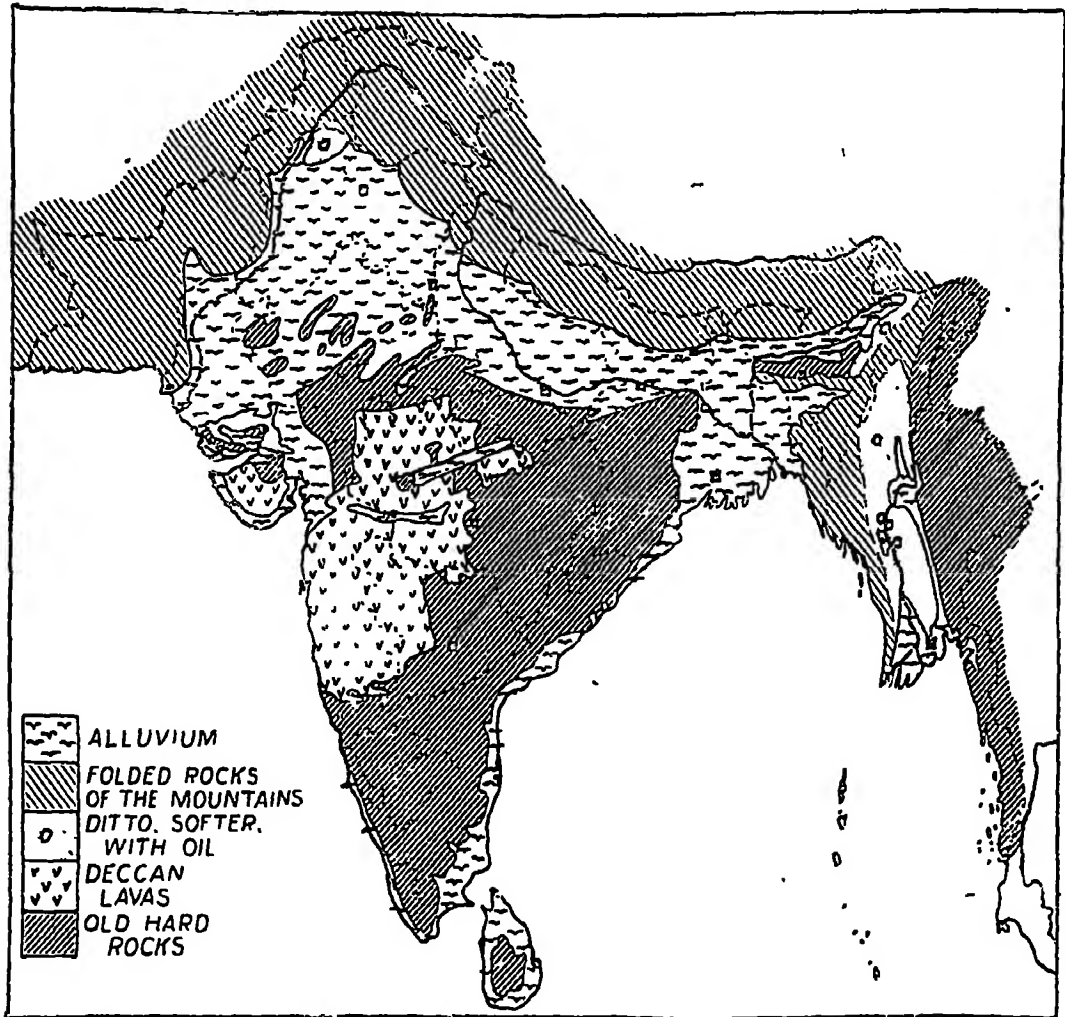 ALLUVIUM
FOLDED ROCKS
OF THE MOUNTAINS
DITTO. SOFTER.
WITH OIL
DECCAN
LAVAS
OLD HARD
ROCKS